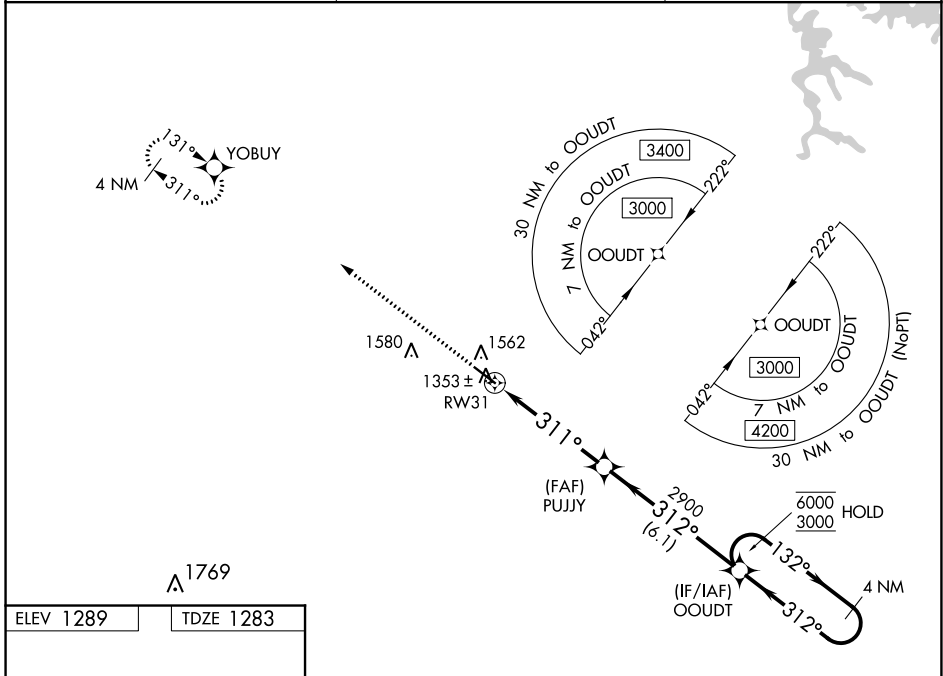 131°
YOBUY
4 NM
311°
30 NM to OOUDT
3400
7 NM to OOUDT
3000
222°
OOUDT
042°
222°
OOUDT
3000
042°
7 NM to OOUDT
4200
30 NM to OOUDT (NoPT)
1580
1562
1353 ±
RW31
311°
(FAF)
PUJJY
2900
312°
(6.1)
6000
3000
HOLD
132°
4 NM
312°
(IF/IAF)
OOUDT
1769
ELEV 1289
TDZE 1283